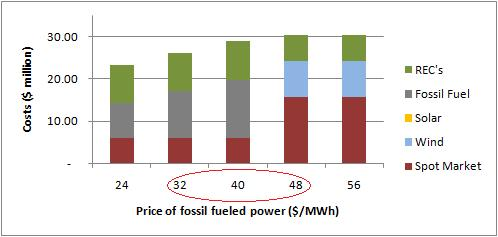 30.00
20.00
10.00
-
24 32 40 48 56
Price of fossil fueled power ($/MWh)
Costs ($ million)
REC's
Fossil Fuel
Solar
Wind
Spot Market